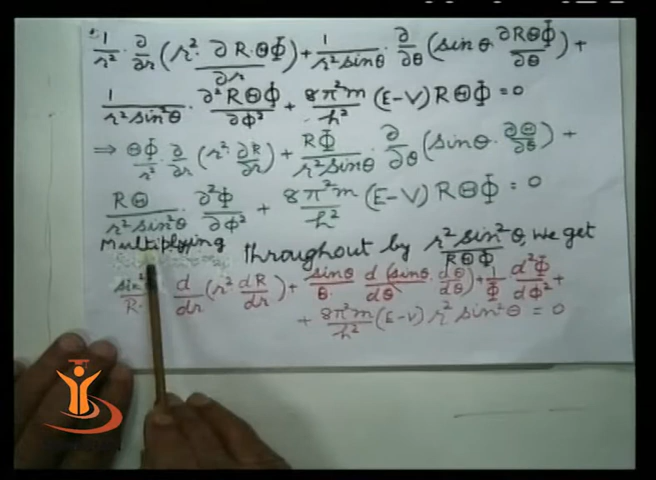 1/r² · ∂/∂r (r² · ∂R·ΘΦ/∂r) + 1/r² sinθ · ∂/∂θ (sinθ ∂RΘΦ/∂θ) +
1/r² sin²θ · ∂²RΘΦ/∂ϕ² + 8π²m/h² (E-V) RΘΦ = 0
⇒ ΘΦ/r² · ∂/∂r (r² · ∂R/∂r) + RΦ/r² sinθ · ∂/∂θ (sinθ · ∂Θ/∂θ) +
RΘ/r² sin²θ · ∂²Φ/∂ϕ² + 8π²m/h² (E-V) RΘΦ = 0
Multiplying throughout by r² sin²θ/RΘΦ, we get
sin²/R · d/dr (r² dR/dr) + sinθ/Θ · d/dθ (sinθ · dΘ/dθ) + 1/Φ d²Φ/dϕ² +
+ 8π²m/h² (E-V) r² sin²θ = 0